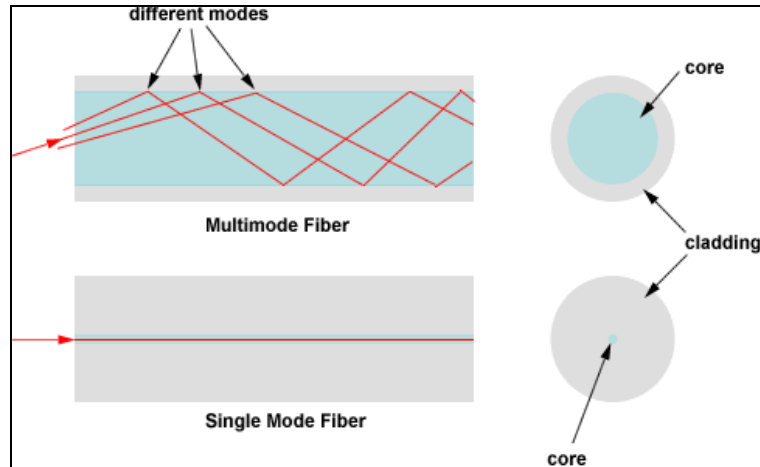 different modes
core
Multimode Fiber
cladding
Single Mode Fiber
core